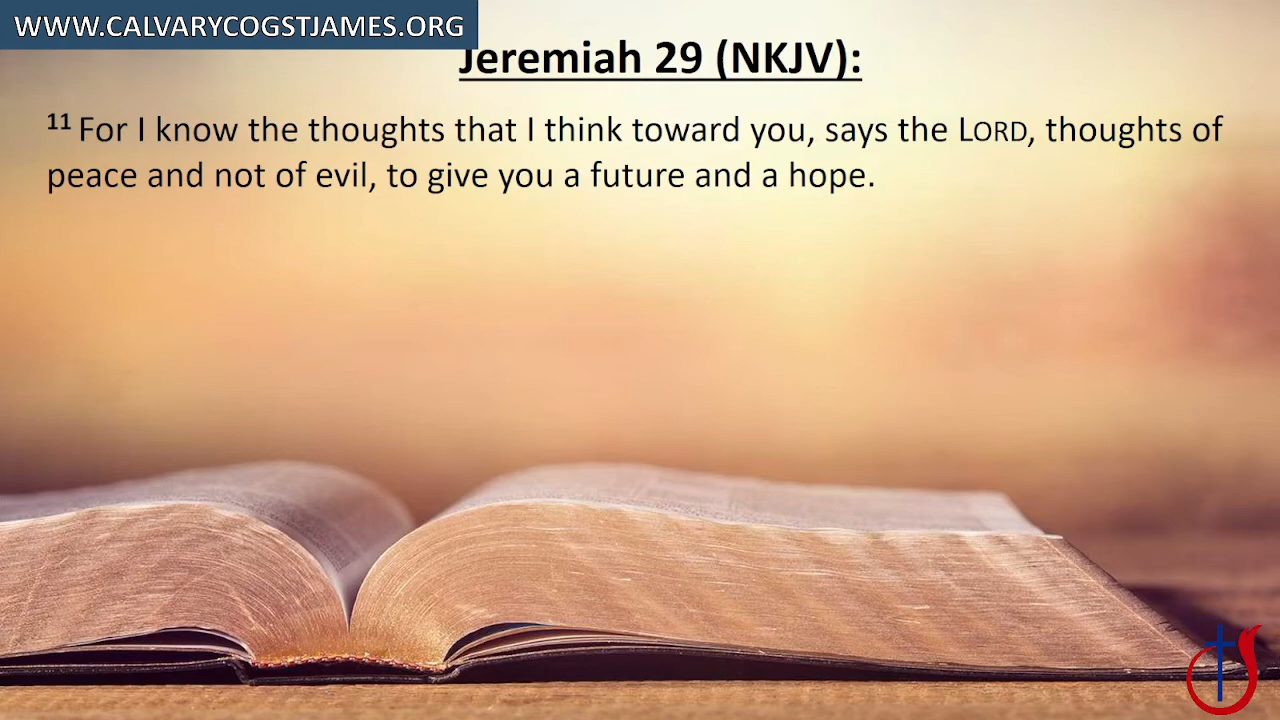 WWW.CALVARYCOGSTJAMES.ORG
Jeremiah 29 (NKJV):
11 For I know the thoughts that I think toward you, says the LORD, thoughts of
peace and not of evil, to give you a future and a hope.